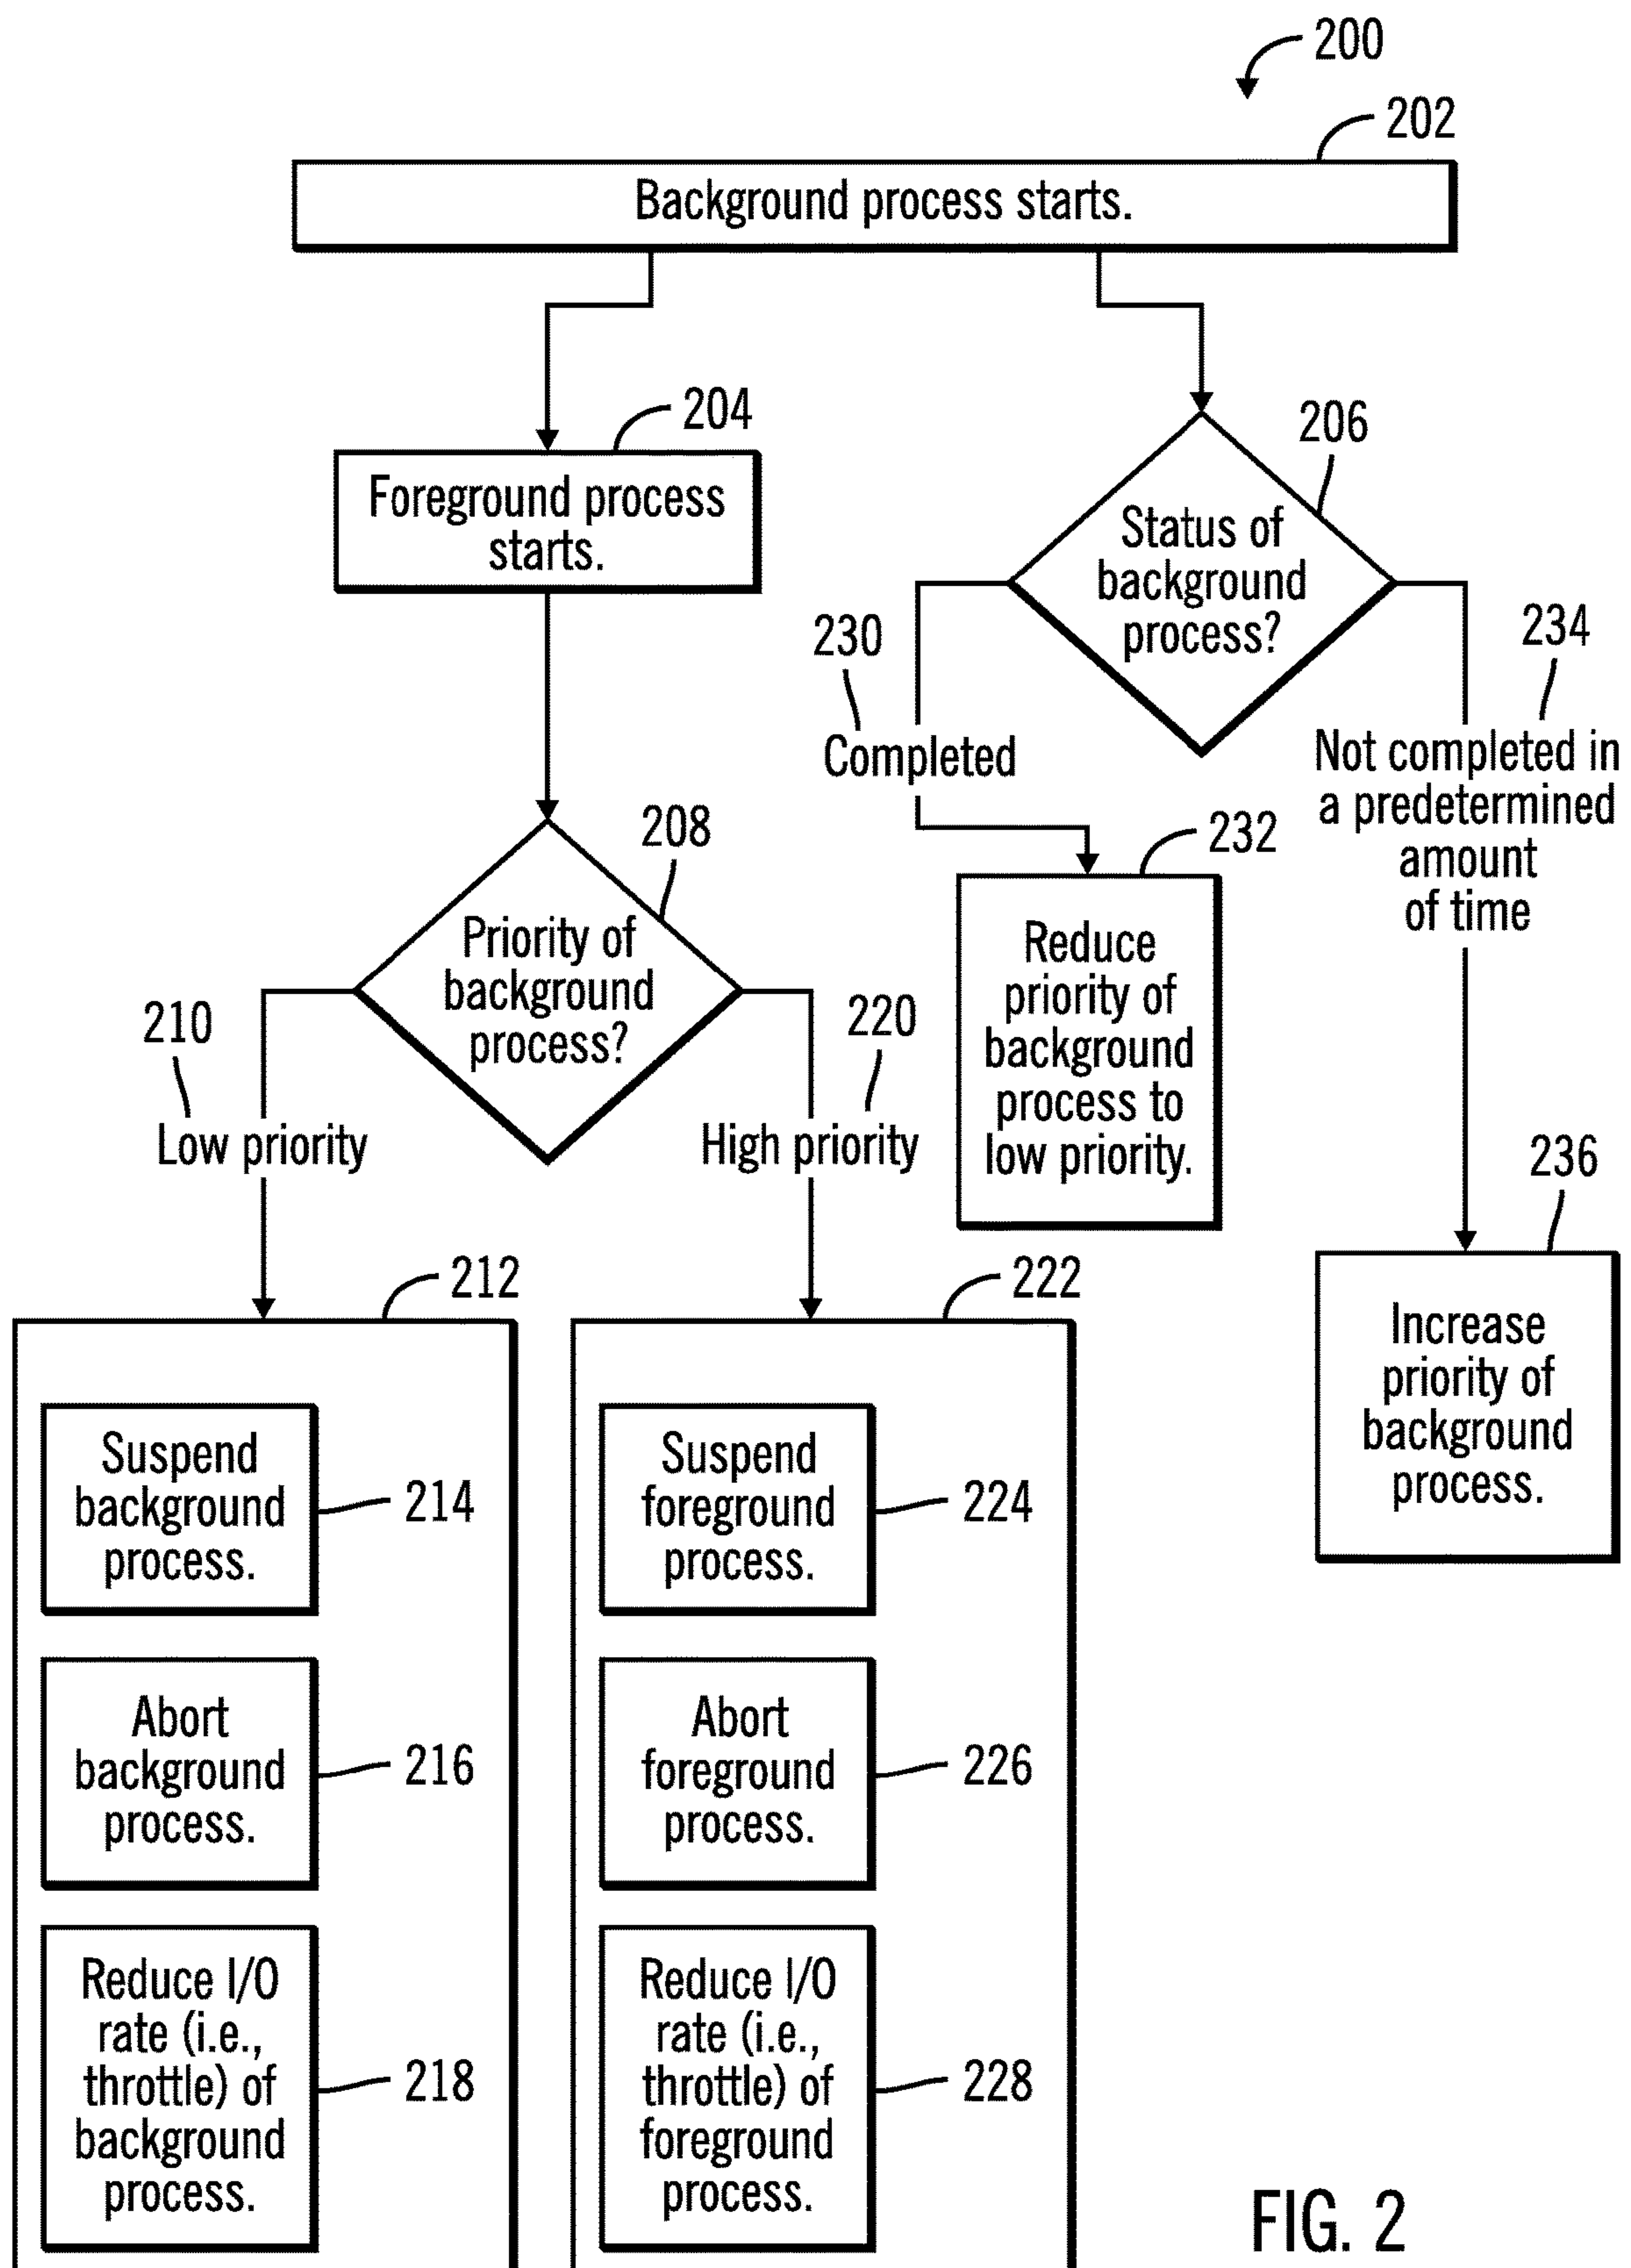 200
202
Background process starts.
204
Foreground process
starts.
206
Status of
background
process?
230
Completed
234
Not completed in
a predetermined
amount
of time
208
Priority of
background
process?
232
Reduce
priority of
background
process to
low priority.
210
Low priority
220
High priority
236
Increase
priority of
background
process.
212
Suspend
background
process.
214
Abort
background
process.
216
Reduce I/O
rate (i.e.,
throttle) of
background
process.
218
222
Suspend
foreground
process.
224
Abort
foreground
process.
226
Reduce I/O
rate (i.e.,
throttle) of
foreground
process.
228
FIG. 2